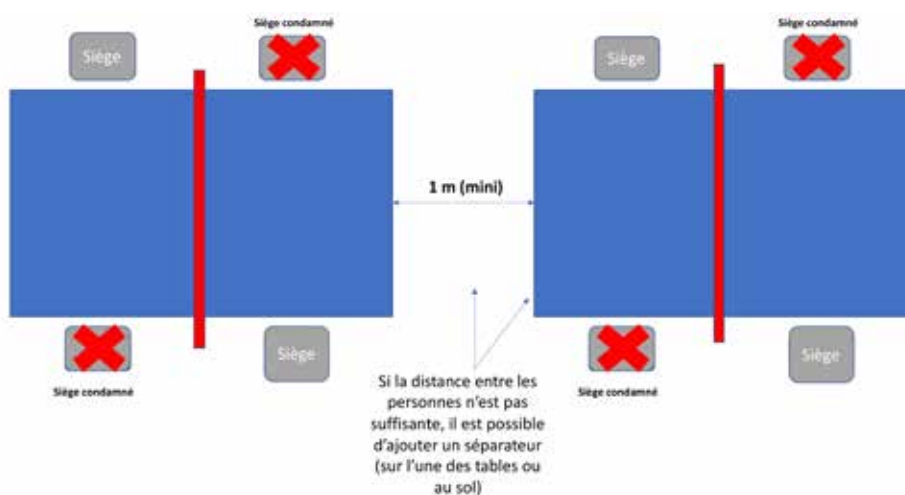 Siège condamné
Siège condamné
Siège
Siège
1 m (mini)
Siège
Siège
Siège condamné
Siège condamné
Si la distance entre les
personnes n'est pas
suffisante, il est possible
d'ajouter un séparateur
(sur l'une des tables ou
au sol)